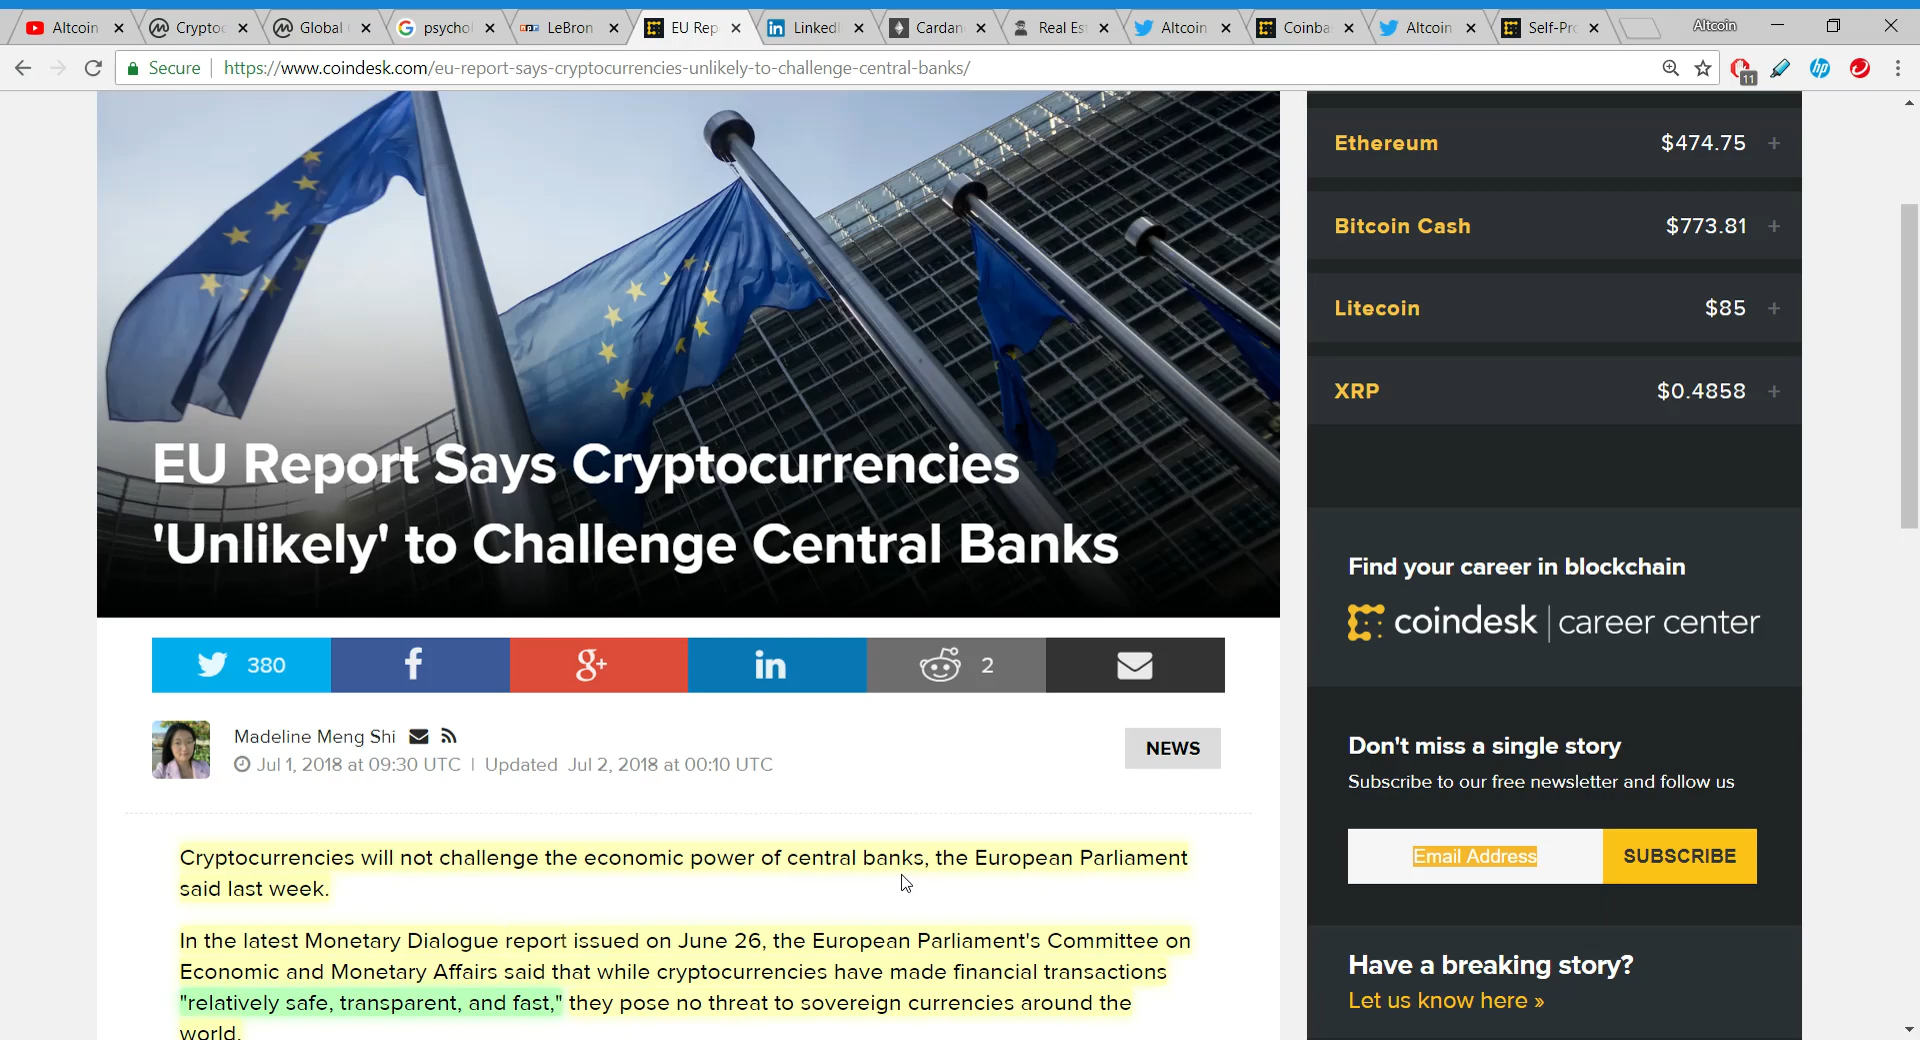 Altcoin
Cryptoc
Global
psychol
npr LeBron
EU Rep
in LinkedI
Cardan
Real Es
Altcoin
Coinba
Altcoin
Self-Pr
Altcoin
Secure | https://www.coindesk.com/eu-report-says-cryptocurrencies-unlikely-to-challenge-central-banks/
11
hp
EU Report Says Cryptocurrencies
'Unlikely' to Challenge Central Banks
380
f
g+
in
2
Madeline Meng Shi
Jul 1, 2018 at 09:30 UTC | Updated Jul 2, 2018 at 00:10 UTC
NEWS
Cryptocurrencies will not challenge the economic power of central banks, the European Parliament
said last week.
In the latest Monetary Dialogue report issued on June 26, the European Parliament's Committee on
Economic and Monetary Affairs said that while cryptocurrencies have made financial transactions
"relatively safe, transparent, and fast," they pose no threat to sovereign currencies around the
world.
Ethereum $474.75 +
Bitcoin Cash $773.81 +
Litecoin $85 +
XRP $0.4858 +
Find your career in blockchain
coindesk | career center
Don't miss a single story
Subscribe to our free newsletter and follow us
Email Address
SUBSCRIBE
Have a breaking story?
Let us know here »